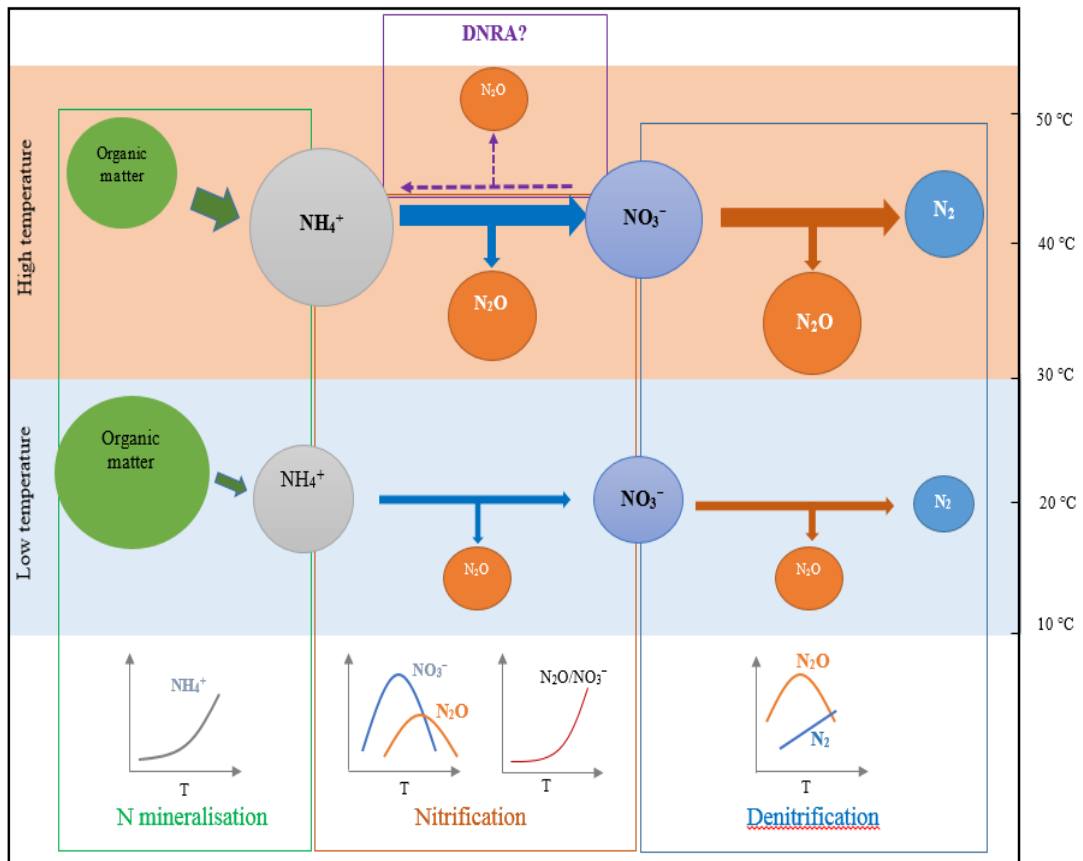 DNRA?
High temperature
Organic
matter
NH₄⁺
N₂O
N₂O
NO₃⁻
N₂O
N₂
50 °C
40 °C
30 °C
Low temperature
Organic
matter
NH₄⁺
N₂O
NO₃⁻
N₂O
N₂
20 °C
10 °C
NH₄⁺
T
N mineralisation
NO₃⁻
N₂O
T
N₂O/NO₃⁻
T
Nitrification
N₂O
N₂
T
Denitrification